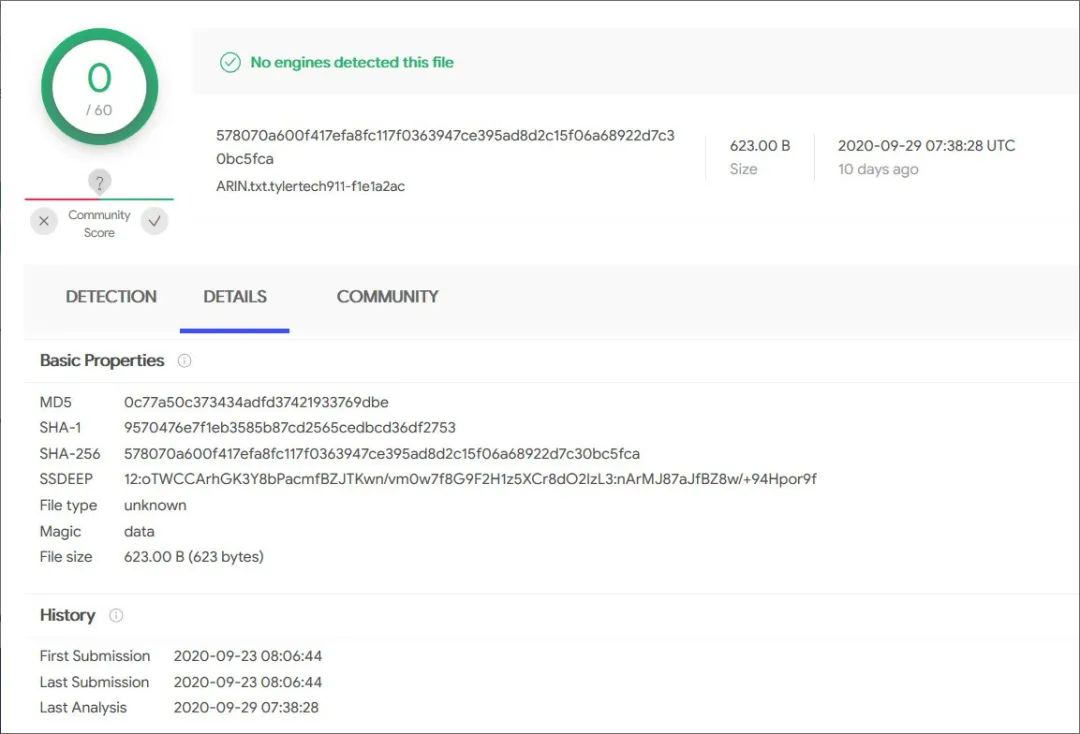 0
/ 60
No engines detected this file
578070a600f417efa8fc117f0363947ce395ad8d2c15f06a68922d7c3
0bc5fca
ARIN.txt.tylertech911-f1e1a2ac
623.00 B
Size
2020-09-29 07:38:28 UTC
10 days ago
?
Community
Score
DETECTION DETAILS COMMUNITY
Basic Properties
MD5 0c77a50c373434adfd37421933769dbe
SHA-1 9570476e7f1eb3585b87cd2565cedbcd36df2753
SHA-256 578070a600f417efa8fc117f0363947ce395ad8d2c15f06a68922d7c30bc5fca
SSDEEP 12:oTWCCArhGK3Y8bPacmfBZJTKwn/vm0w7f8G9F2H1z5XCr8dO2IzL3:nArMJ87aJfBZ8w/+94Hpor9f
File type unknown
Magic data
File size 623.00 B (623 bytes)
History
First Submission 2020-09-23 08:06:44
Last Submission 2020-09-23 08:06:44
Last Analysis 2020-09-29 07:38:28